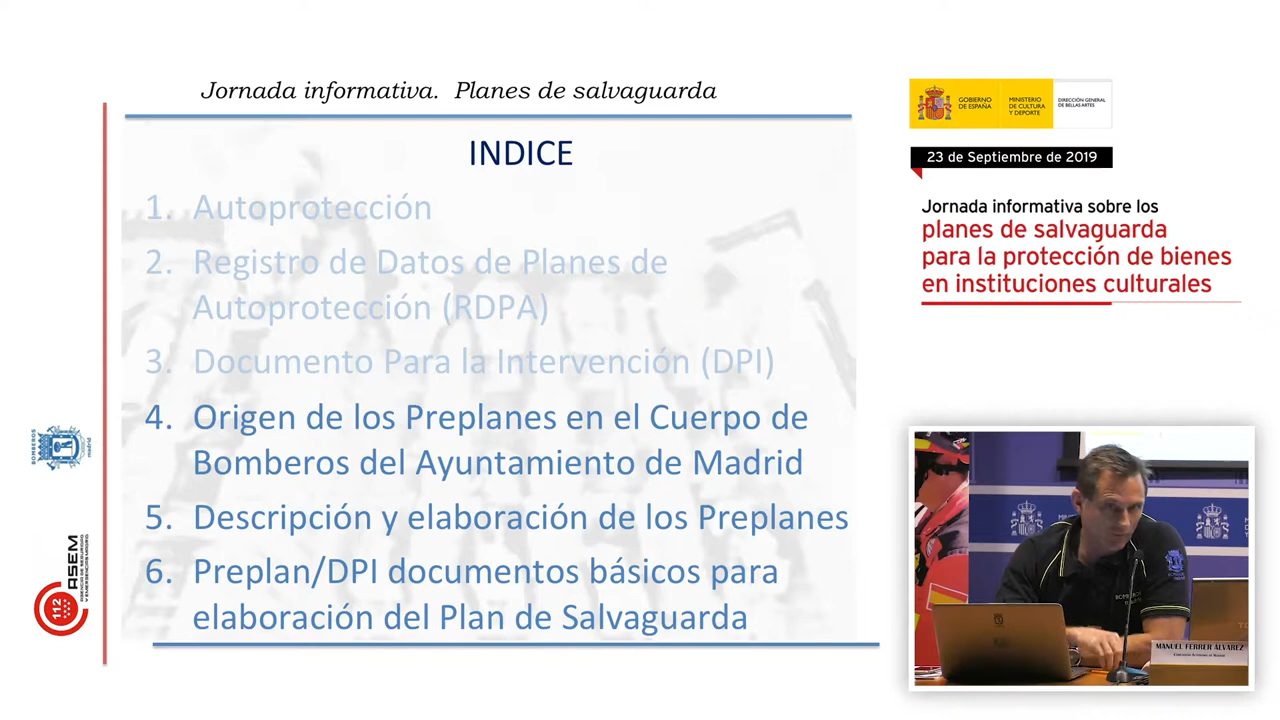 Jornada informativa. Planes de salvaguarda
INDICE
1. Autoprotección
2. Registro de Datos de Planes de
Autoprotección (RDPA)
3. Documento Para la Intervención (DPI)
4. Origen de los Preplanes en el Cuerpo de
Bomberos del Ayuntamiento de Madrid
5. Descripción y elaboración de los Preplanes
6. Preplan/DPI documentos básicos para
elaboración del Plan de Salvaguarda
BOMBEROS
madrid
112
ASEM
GOBIERNO
DE ESPAÑA
MINISTERIO
DE CULTURA
Y DEPORTE
DIRECCIÓN GENERAL
DE BELLAS ARTES
23 de Septiembre de 2019
Jornada informativa sobre los
planes de salvaguarda
para la protección de bienes
en instituciones culturales
MANUEL FERRER ÁLVAREZ